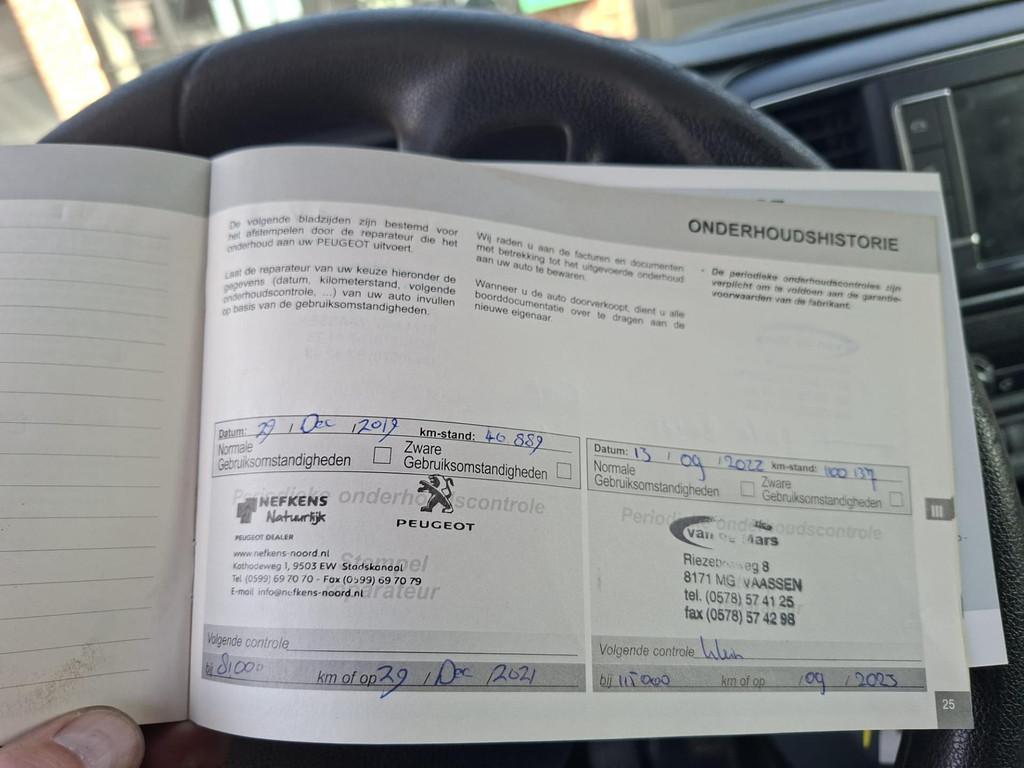 ONDERHOUDSHISTORIE
De volgende bladzijden zijn bestemd voor
het afstempelen door de reparateur die het
onderhoud aan uw PEUGEOT uitvoert.
Laat de reparateur van uw keuze hieronder de
gegevens (datum, kilometerstand, volgende
onderhoudscontrole, ...) van uw auto invullen
op basis van de gebruiksomstandigheden.
Wij raden u aan de facturen en documenten
met betrekking tot het uitgevoerde onderhoud
aan uw auto te bewaren.
Wanneer u de auto doorverkoopt, dient u alle
boorddocumentatie over te dragen aan de
nieuwe eigenaar.
• De periodieke onderhoudscontroles zijn
verplicht om te voldoen aan de garantie-
voorwaarden van de fabrikant.
Datum: 29 / Dec / 2019 km-stand: 46.889
Normale
Gebruiksomstandigheden
Zware
Gebruiksomstandigheden
Periodieke onderhoudscontrole
NEFKENS
Natuurlijk
PEUGEOT DEALER
PEUGEOT
www.nefkens-noord.nl
Kathodeweg 1, 9503 EW Stadskanaal
Tel (0599) 69 70 70 - Fax (0599) 69 70 79
E-mail info@nefkens-noord.nl
Stempel
reparateur
Volgende controle
bij 81000 km of op 29 / Dec / 2021
Datum: 13 / 09 / 2022 km-stand: 100 137
Normale
Gebruiksomstandigheden
Zware
Gebruiksomstandigheden
Periodieke onderhoudscontrole
van de Mars
8171 MG VAASSEN
tel. (0578) 57 41 25
fax (0578) 57 42 98
Volgende controle klein
bij 115000 km of op / 09 / 2023
III
25